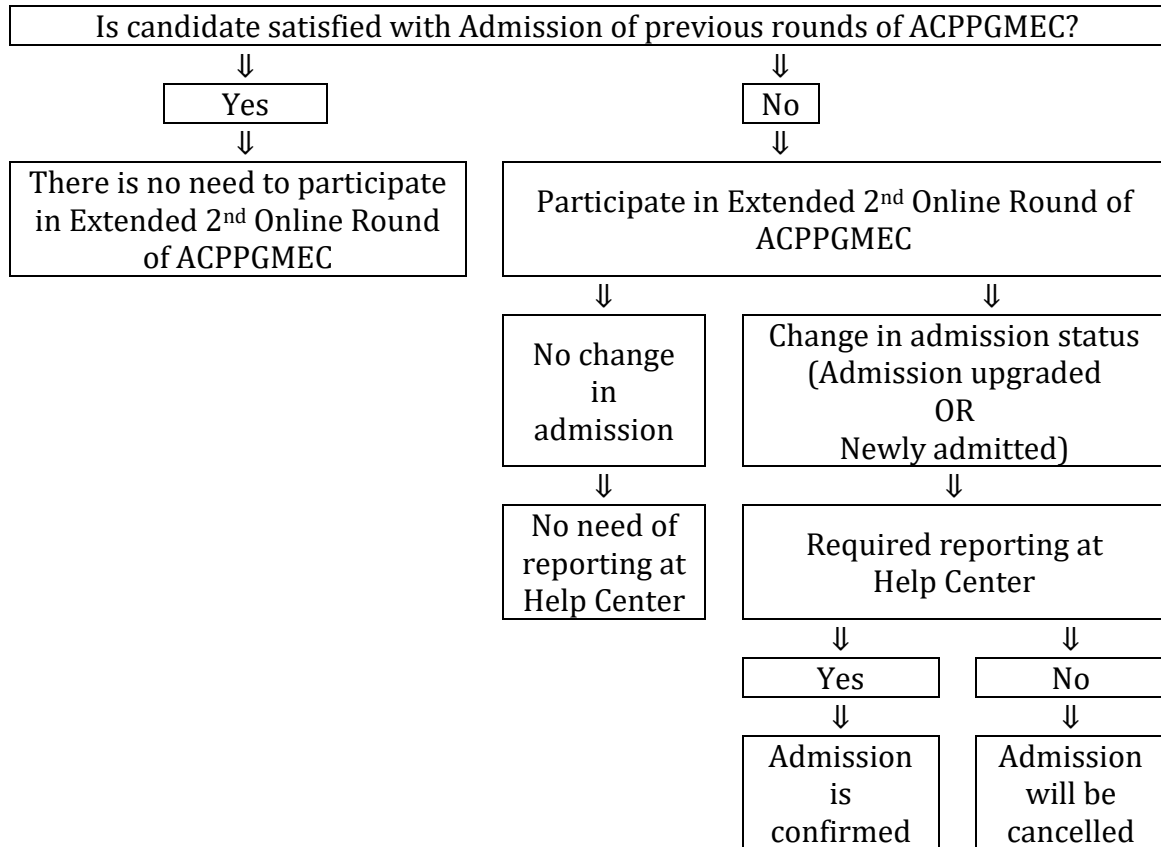 Is candidate satisfied with Admission of previous rounds of ACPPGMEC?
⇓ ⇓
Yes
No
⇓ ⇓
There is no need to participate
in Extended 2nd Online Round
of ACPPGMEC
Participate in Extended 2nd Online Round of
ACPPGMEC
⇓ ⇓
No change
in
admission
Change in admission status
(Admission upgraded
OR
Newly admitted)
⇓ ⇓
No need of
reporting at
Help Center
Required reporting at
Help Center
⇓ ⇓
Yes
No
⇓ ⇓
Admission
is
confirmed
Admission
will be
cancelled